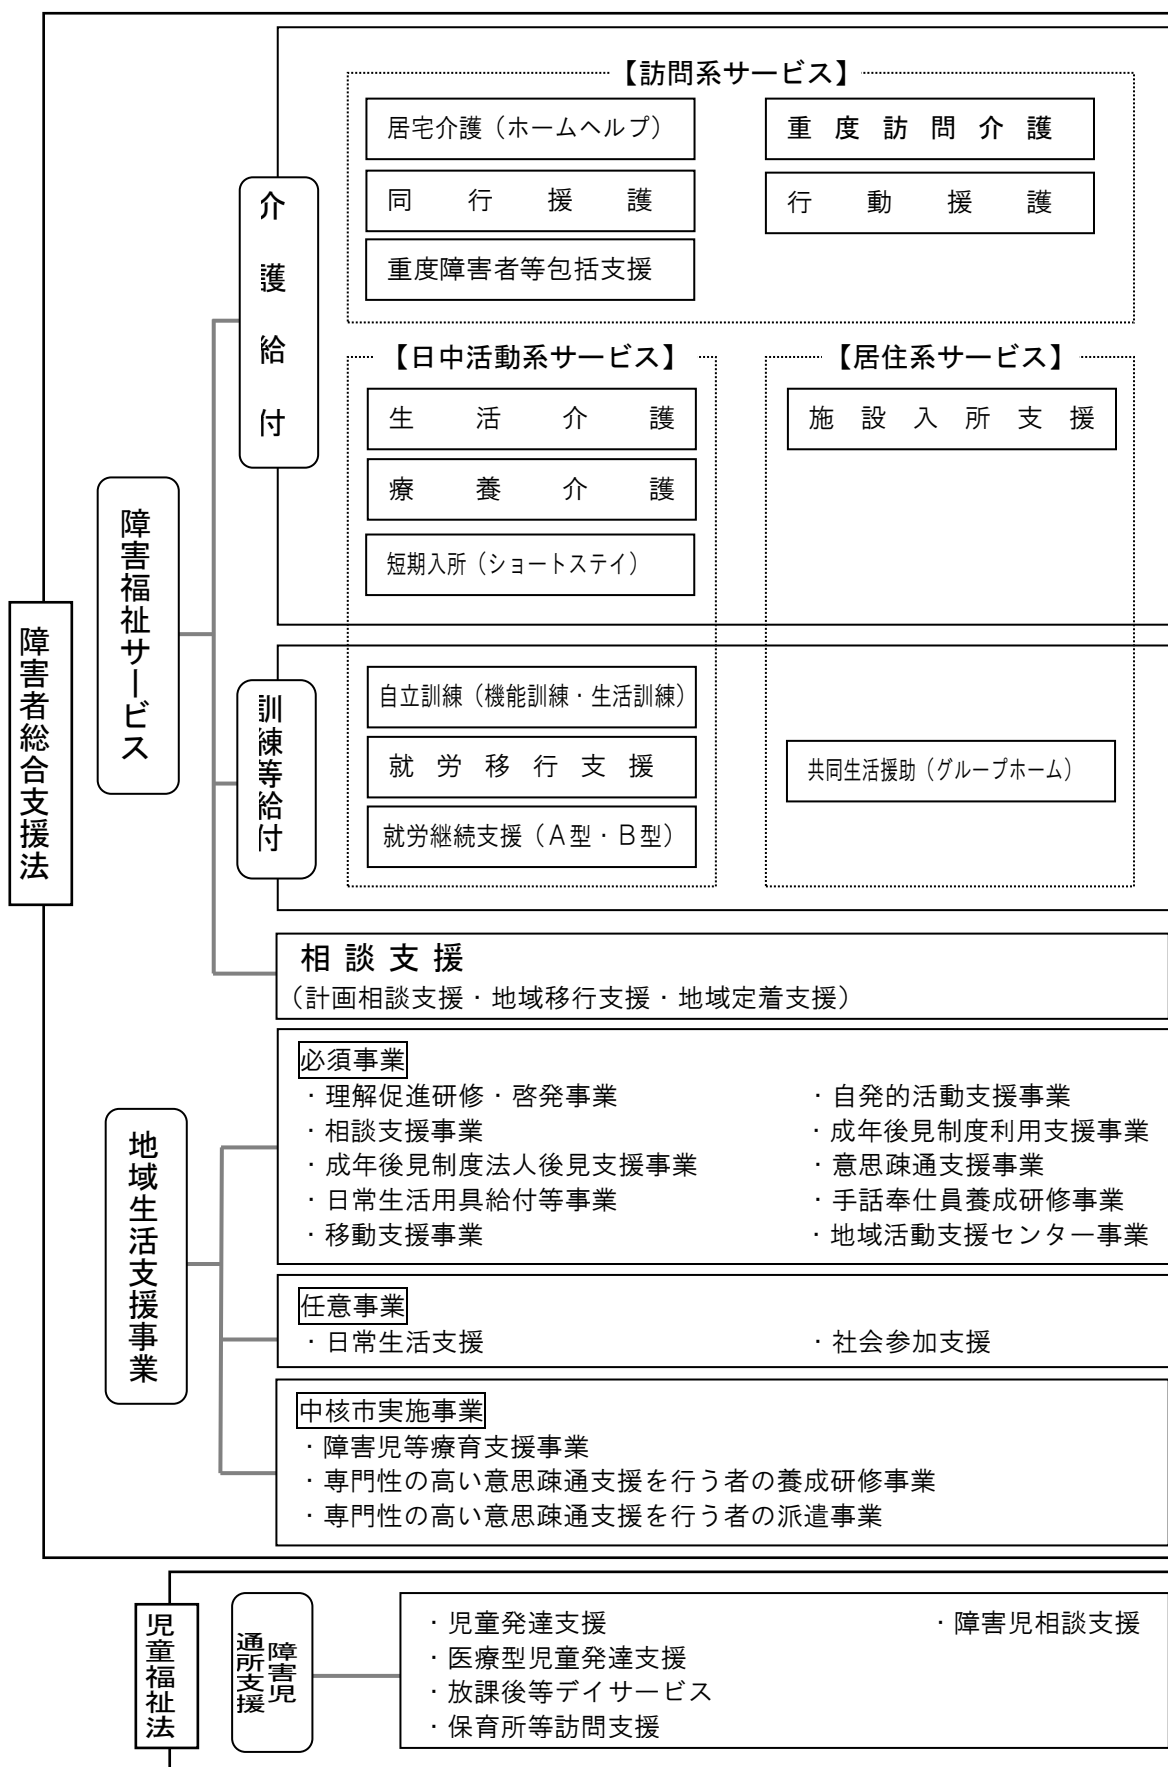 障害者総合支援法
障害福祉サービス
介護給付
【訪問系サービス】
居宅介護（ホームヘルプ）
重度訪問介護
同行援護
行動援護
重度障害者等包括支援
【日中活動系サービス】
生活介護
療養介護
短期入所（ショートステイ）
【居住系サービス】
施設入所支援
訓練等給付
自立訓練（機能訓練・生活訓練）
就労移行支援
就労継続支援（Ａ型・Ｂ型）
共同生活援助（グループホーム）
相談支援
（計画相談支援・地域移行支援・地域定着支援）
地域生活支援事業
必須事業
・理解促進研修・啓発事業
・自発的活動支援事業
・相談支援事業
・成年後見制度利用支援事業
・成年後見制度法人後見支援事業
・意思疎通支援事業
・日常生活用具給付等事業
・手話奉仕員養成研修事業
・移動支援事業
・地域活動支援センター事業
任意事業
・日常生活支援
・社会参加支援
中核市実施事業
・障害児等療育支援事業
・専門性の高い意思疎通支援を行う者の養成研修事業
・専門性の高い意思疎通支援を行う者の派遣事業
児童福祉法
障害児
通所支援
・児童発達支援
・障害児相談支援
・医療型児童発達支援
・放課後等デイサービス
・保育所等訪問支援